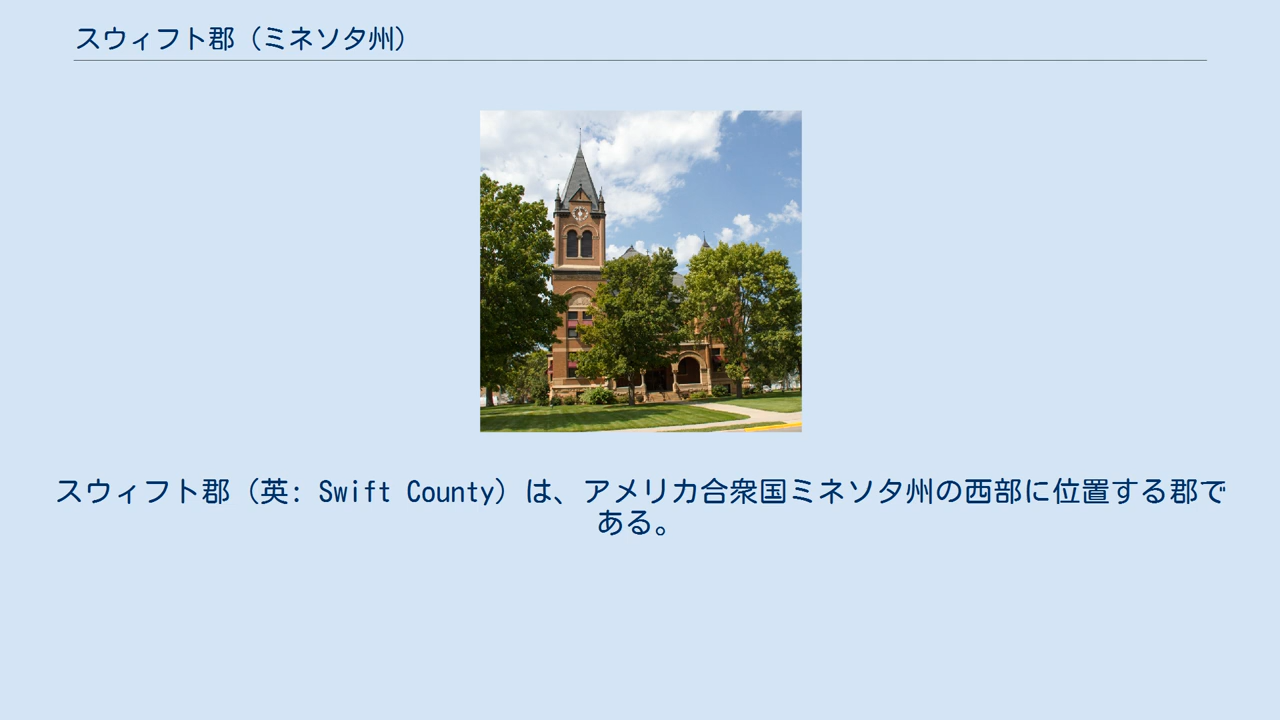 スウィフト郡（ミネソタ州）
スウィフト郡（英: Swift County）は、アメリカ合衆国ミネソタ州の西部に位置する郡で
ある。